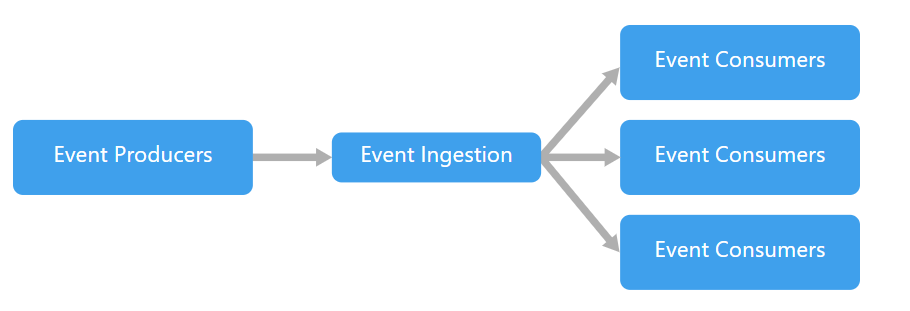 Event Producers
Event Ingestion
Event Consumers
Event Consumers
Event Consumers